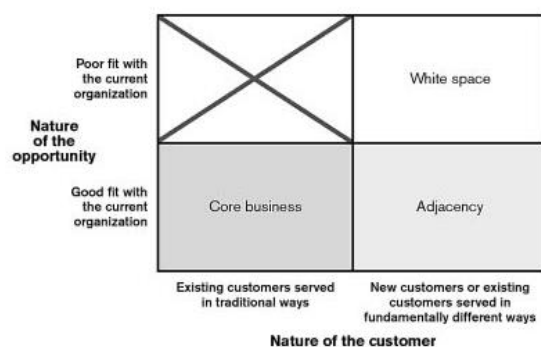 Poor fit with
the current
organization
White space
Nature
of the
opportunity
Good fit with
the current
organization
Core business
Adjacency
Existing customers served
in traditional ways
New customers or existing
customers served in
fundamentally different ways
Nature of the customer